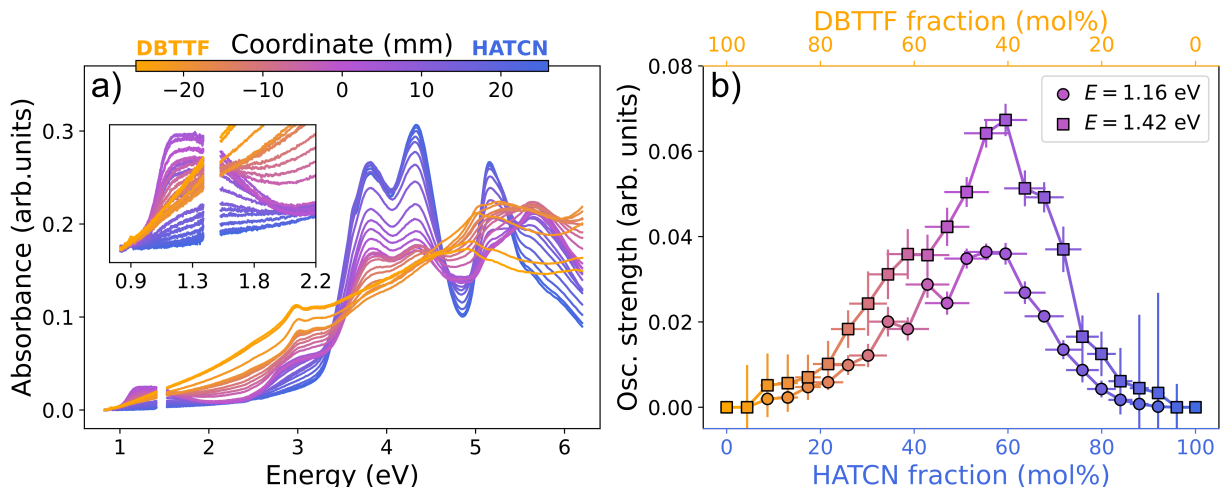 DBTTF Coordinate (mm) HATCN
−20 −10 0 10 20
a)
Absorbance (arb.units)
0.3
0.2
0.1
0.0
0.9 1.3 1.8 2.2
1 2 3 4 5 6
Energy (eV)
DBTTF fraction (mol%)
100 80 60 40 20 0
b)
E = 1.16 eV
E = 1.42 eV
Osc. strength (arb. units)
0.08
0.06
0.04
0.02
0.00
0 20 40 60 80 100
HATCN fraction (mol%)